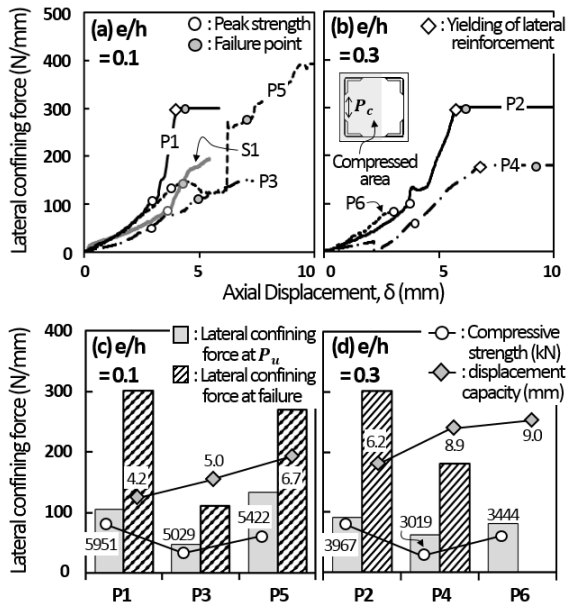 Lateral confining force (N/mm)
500
400
300
200
100
0
(a) e/h
= 0.1
: Peak strength
: Failure point
P1
S1
P5
P3
0
5
10
(b) e/h
= 0.3
: Yielding of lateral
reinforcement
Pc
Compressed
area
P2
P4
P6
0
5
10
Axial Displacement, δ (mm)
Lateral confining force (N/mm)
400
300
200
100
0
(c) e/h
= 0.1
: Lateral confining
force at Pu
: Lateral confining
force at failure
4.2
5.0
6.7
5951
5029
5422
P1
P3
P5
(d) e/h
= 0.3
: Compressive
strength (kN)
: displacement
capacity (mm)
6.2
8.9
9.0
3967
3019
3444
P2
P4
P6